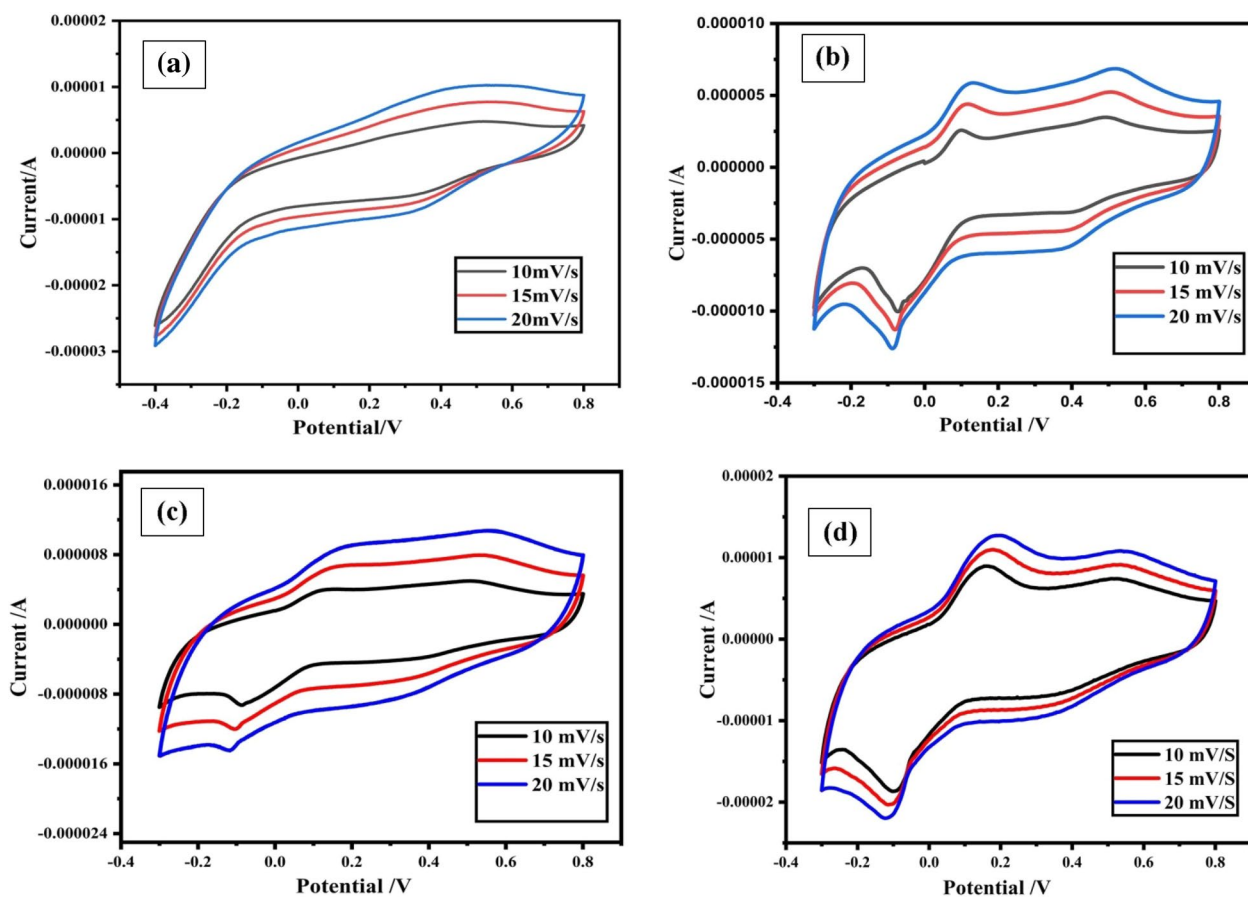 (a)
0.00002
0.00001
0.00000
-0.00001
-0.00002
-0.00003
Current/A
10mV/s
15mV/s
20mV/s
-0.4 -0.2 0.0 0.2 0.4 0.6 0.8
Potential/V
(b)
0.000010
0.000005
0.000000
-0.000005
-0.000010
-0.000015
Current /A
10 mV/s
15 mV/s
20 mV/s
-0.4 -0.2 0.0 0.2 0.4 0.6 0.8
Potential /V
(c)
0.000016
0.000008
0.000000
-0.000008
-0.000016
-0.000024
Current /A
10 mV/s
15 mV/s
20 mV/s
-0.4 -0.2 0.0 0.2 0.4 0.6 0.8
Potential /V
(d)
0.00002
0.00001
0.00000
-0.00001
-0.00002
Current /A
10 mV/S
15 mV/S
20 mV/S
-0.4 -0.2 0.0 0.2 0.4 0.6 0.8
Potential /V